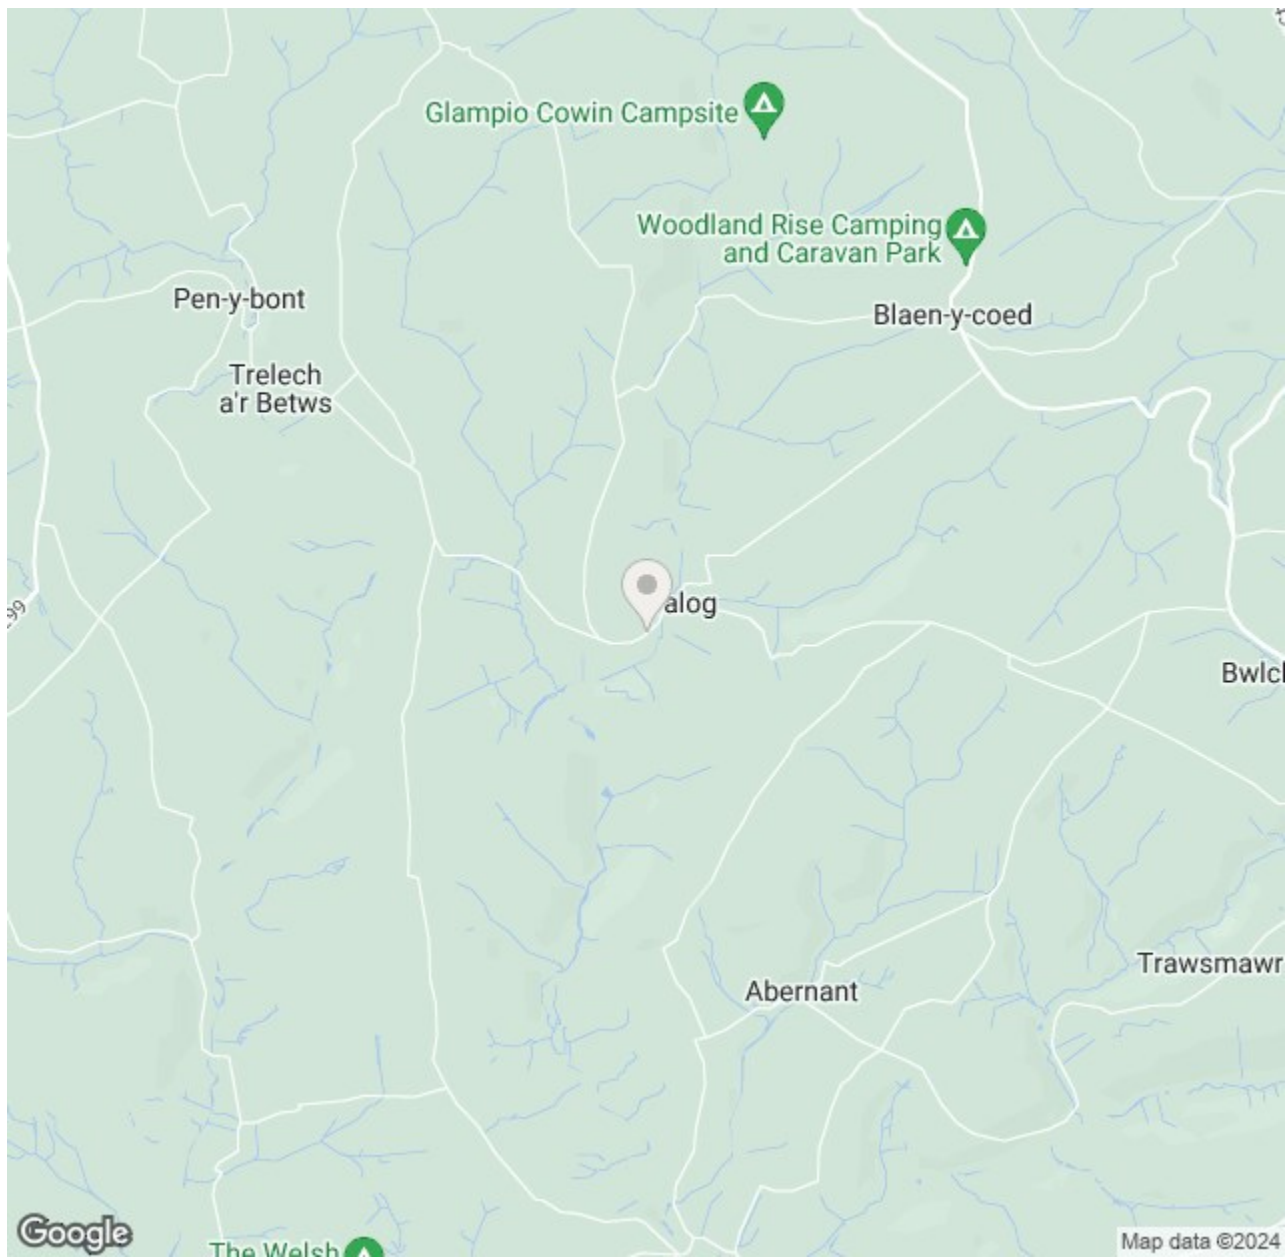 Glampio Cowin Campsite
Woodland Rise Camping
and Caravan Park
Pen-y-bont
Blaen-y-coed
Trelech
a'r Betws
alog
Bwlch
Abernant
Trawsmawr
The Welsh
Google
Map data ©2024